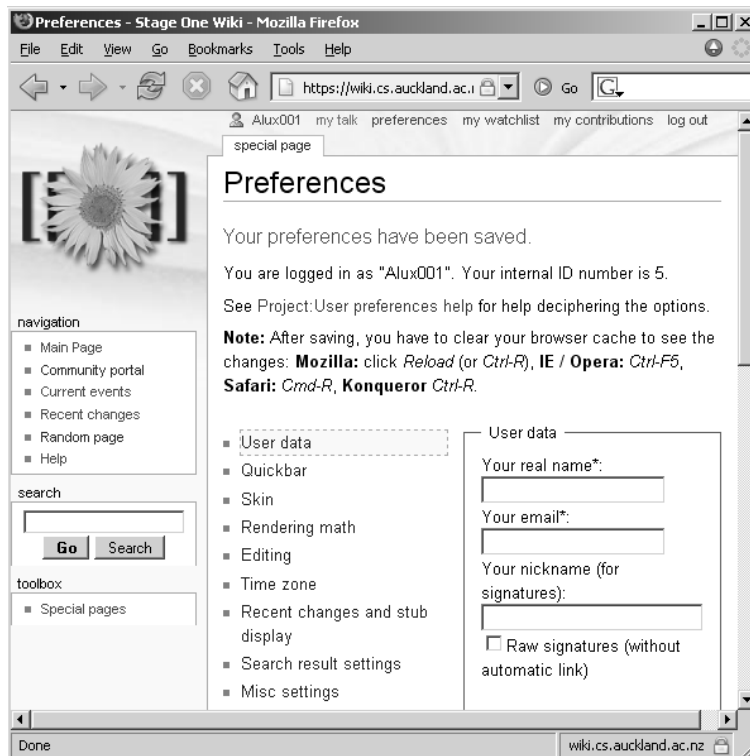 Preferences - Stage One Wiki - Mozilla Firefox
File Edit View Go Bookmarks Tools Help
https://wiki.cs.auckland.ac.n Go G
Alux001 my talk preferences my watchlist my contributions log out
special page
Preferences
Your preferences have been saved.
You are logged in as "Alux001". Your internal ID number is 5.
See Project:User preferences help for help deciphering the options.
Note: After saving, you have to clear your browser cache to see the
changes: Mozilla: click Reload (or Ctrl-R), IE / Opera: Ctrl-F5,
Safari: Cmd-R, Konqueror Ctrl-R.
navigation
Main Page
Community portal
Current events
Recent changes
Random page
Help
search
Go Search
toolbox
Special pages
User data
Quickbar
Skin
Rendering math
Editing
Time zone
Recent changes and stub
display
Search result settings
Misc settings
User data
Your real name*:
Your email*:
Your nickname (for
signatures):
Raw signatures (without
automatic link)
Done wiki.cs.auckland.ac.nz